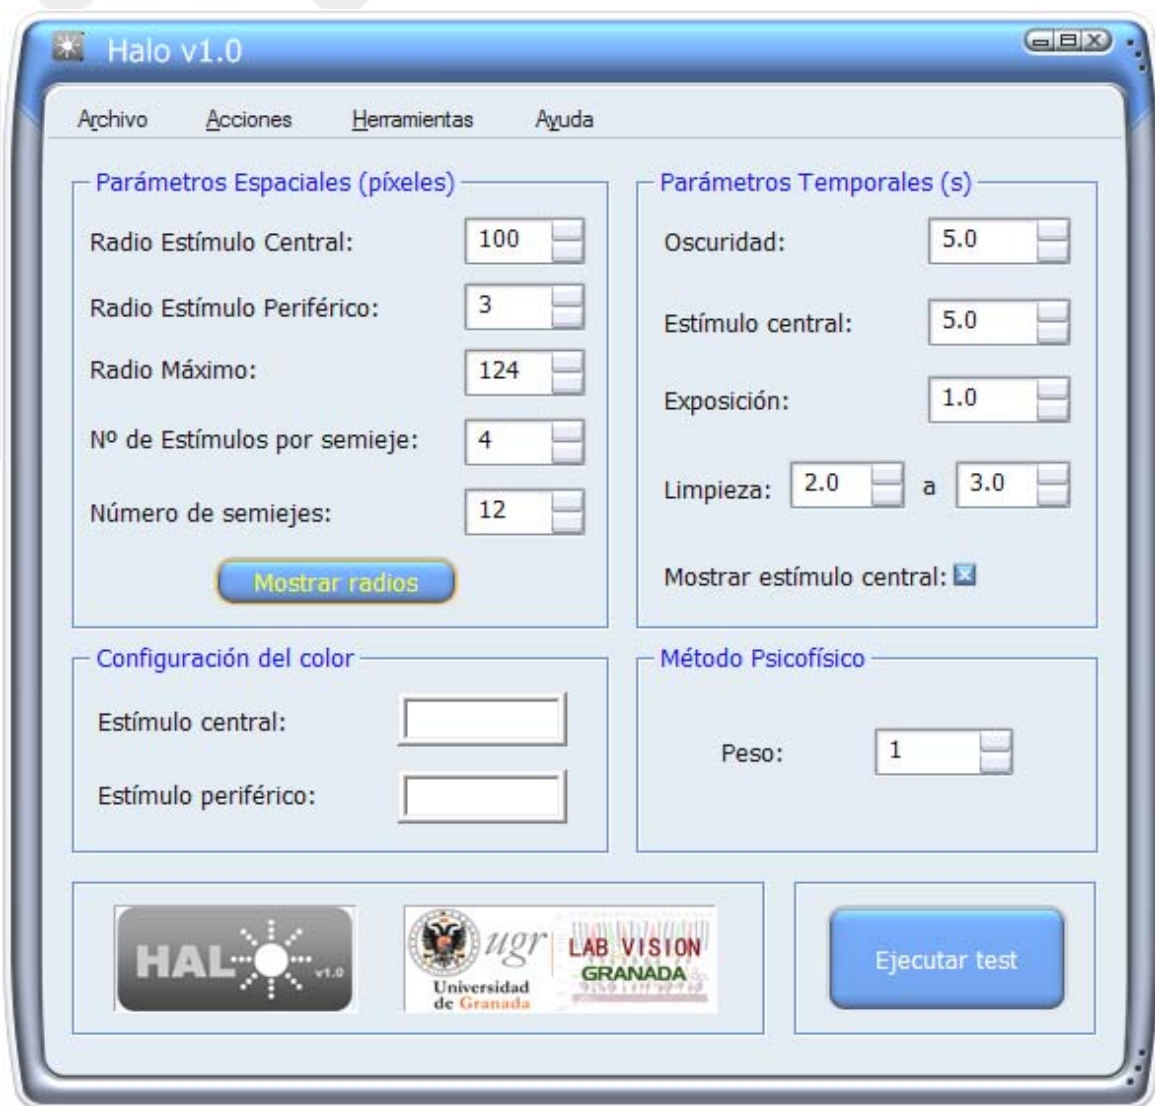 Halo v1.0
Archivo Acciones Herramientas Ayuda
Parámetros Espaciales (píxeles)
Radio Estímulo Central: 100
Radio Estímulo Periférico: 3
Radio Máximo: 124
Nº de Estímulos por semieje: 4
Número de semiejes: 12
Mostrar radios
Parámetros Temporales (s)
Oscuridad: 5.0
Estímulo central: 5.0
Exposición: 1.0
Limpieza: 2.0 a 3.0
Mostrar estímulo central:
Configuración del color
Estímulo central:
Estímulo periférico:
Método Psicofísico
Peso: 1
HALO v1.0
ugr
Universidad
de Granada
LAB VISION
GRANADA
Ejecutar test